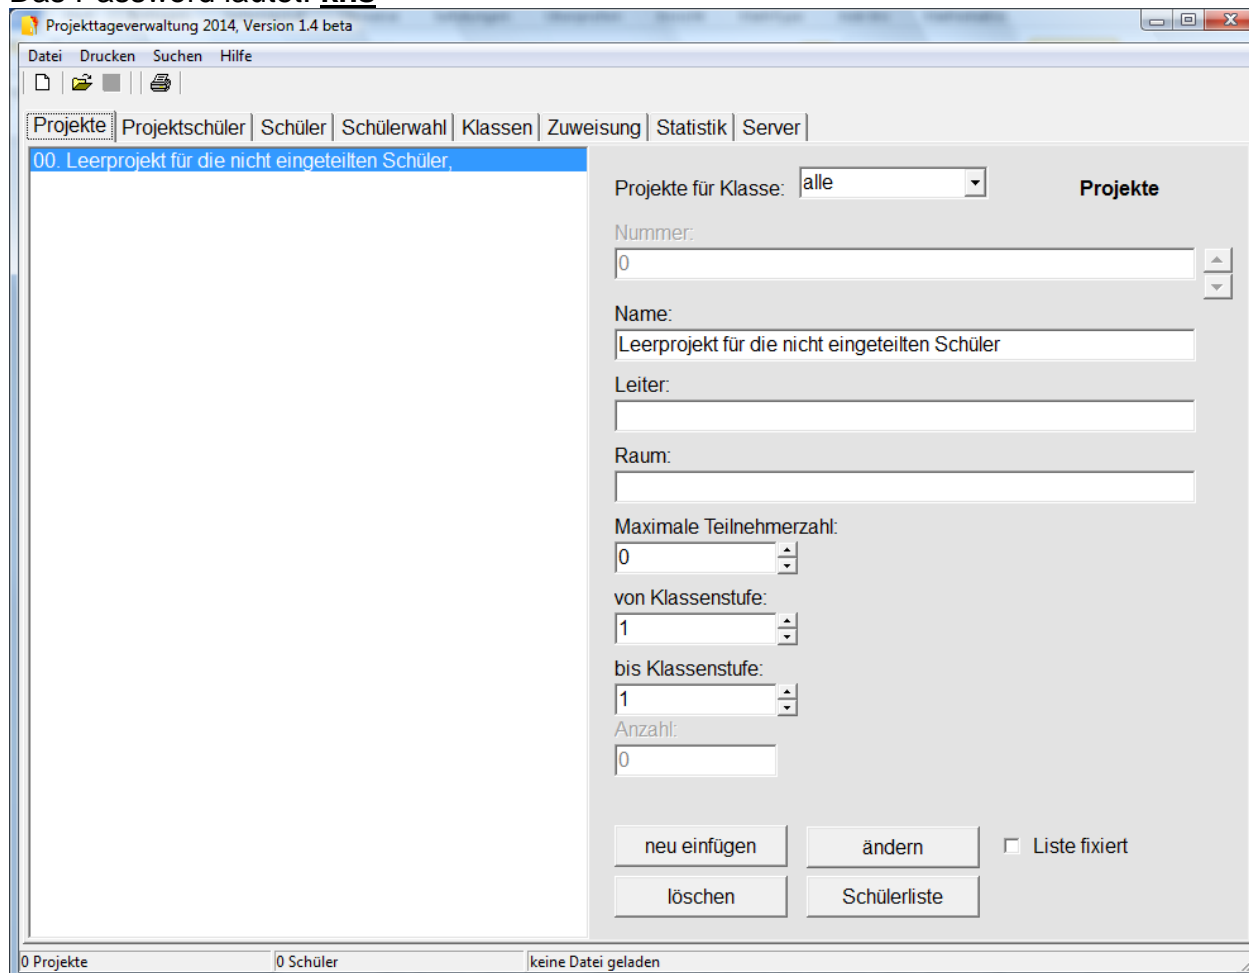 Das Password lautet:
Projekttageverwaltung 2014, Version 1.4 beta
Datei Drucken Suchen Hilfe
Projekte Projektschüler Schüler Schülerwahl Klassen Zuweisung Statistik Server
00. Leerprojekt für die nicht eingeteilten Schüler,
Projekte für Klasse: alle Projekte
Nummer:
0
Name:
Leerprojekt für die nicht eingeteilten Schüler
Leiter:
Raum:
Maximale Teilnehmerzahl:
0
von Klassenstufe:
1
bis Klassenstufe:
1
Anzahl:
0
neu einfügen ändern Liste fixiert
löschen Schülerliste
0 Projekte 0 Schüler keine Datei geladen